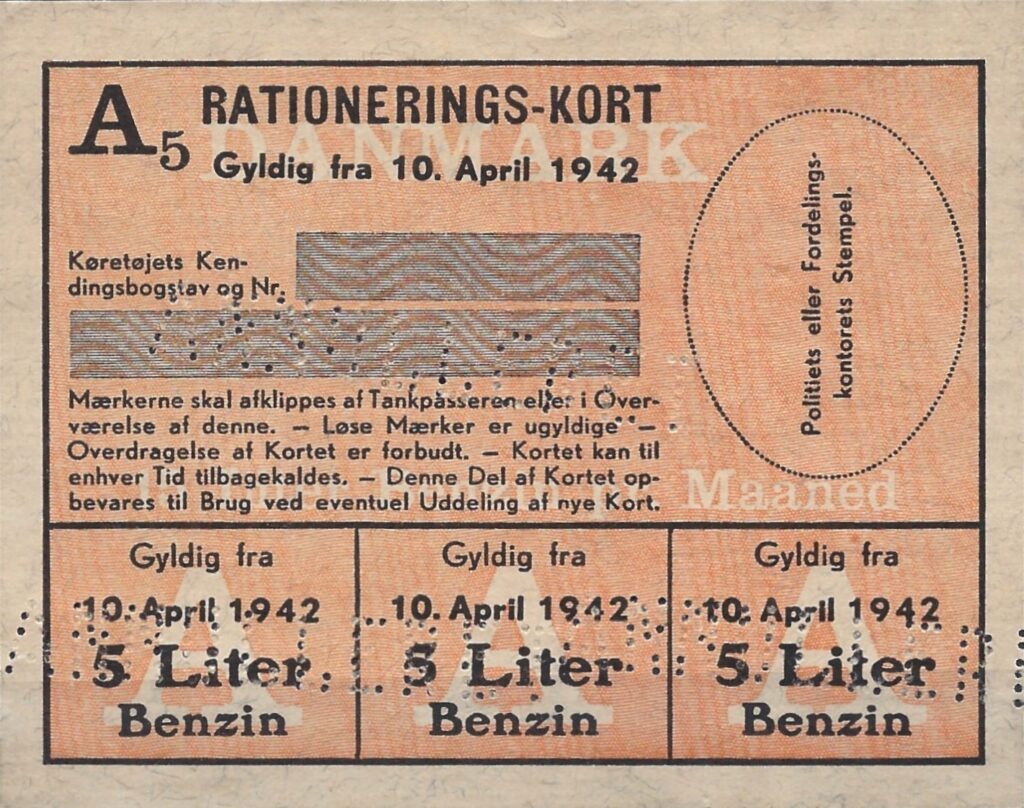 A5 RATIONERINGS-KORT
DANMARK
Gyldig fra 10. April 1942
Køretøjets Ken-
dingsbogstav og Nr.
Politiets eller Fordelings-
kontorets Stempel.
Mærkerne skal afklippes af Tankpasseren eller i Over-
værelse af denne. — Løse Mærker er ugyldige —
Overdragelse af Kortet er forbudt. — Kortet kan til
enhver Tid tilbagekaldes. — Denne Del af Kortet op-
bevares til Brug ved eventuel Uddeling af nye Kort.
Maaned
Gyldig fra
10. April 1942
5 Liter
Benzin
A
Gyldig fra
10. April 1942
5 Liter
Benzin
A
Gyldig fra
10. April 1942
5 Liter
Benzin
A